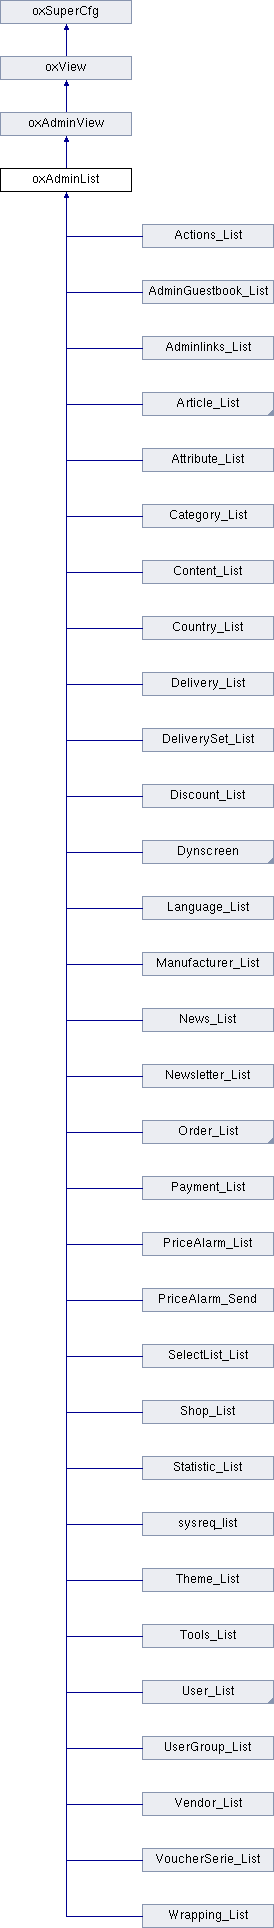 oxSuperCfg
oxView
oxAdminView
oxAdminList
Actions_List
AdminGuestbook_List
Adminlinks_List
Article_List
Attribute_List
Category_List
Content_List
Country_List
Delivery_List
DeliverySet_List
Discount_List
Dynscreen
Language_List
Manufacturer_List
News_List
Newsletter_List
Order_List
Payment_List
PriceAlarm_List
PriceAlarm_Send
SelectList_List
Shop_List
Statistic_List
sysreq_list
Theme_List
Tools_List
User_List
UserGroup_List
Vendor_List
VoucherSerie_List
Wrapping_List